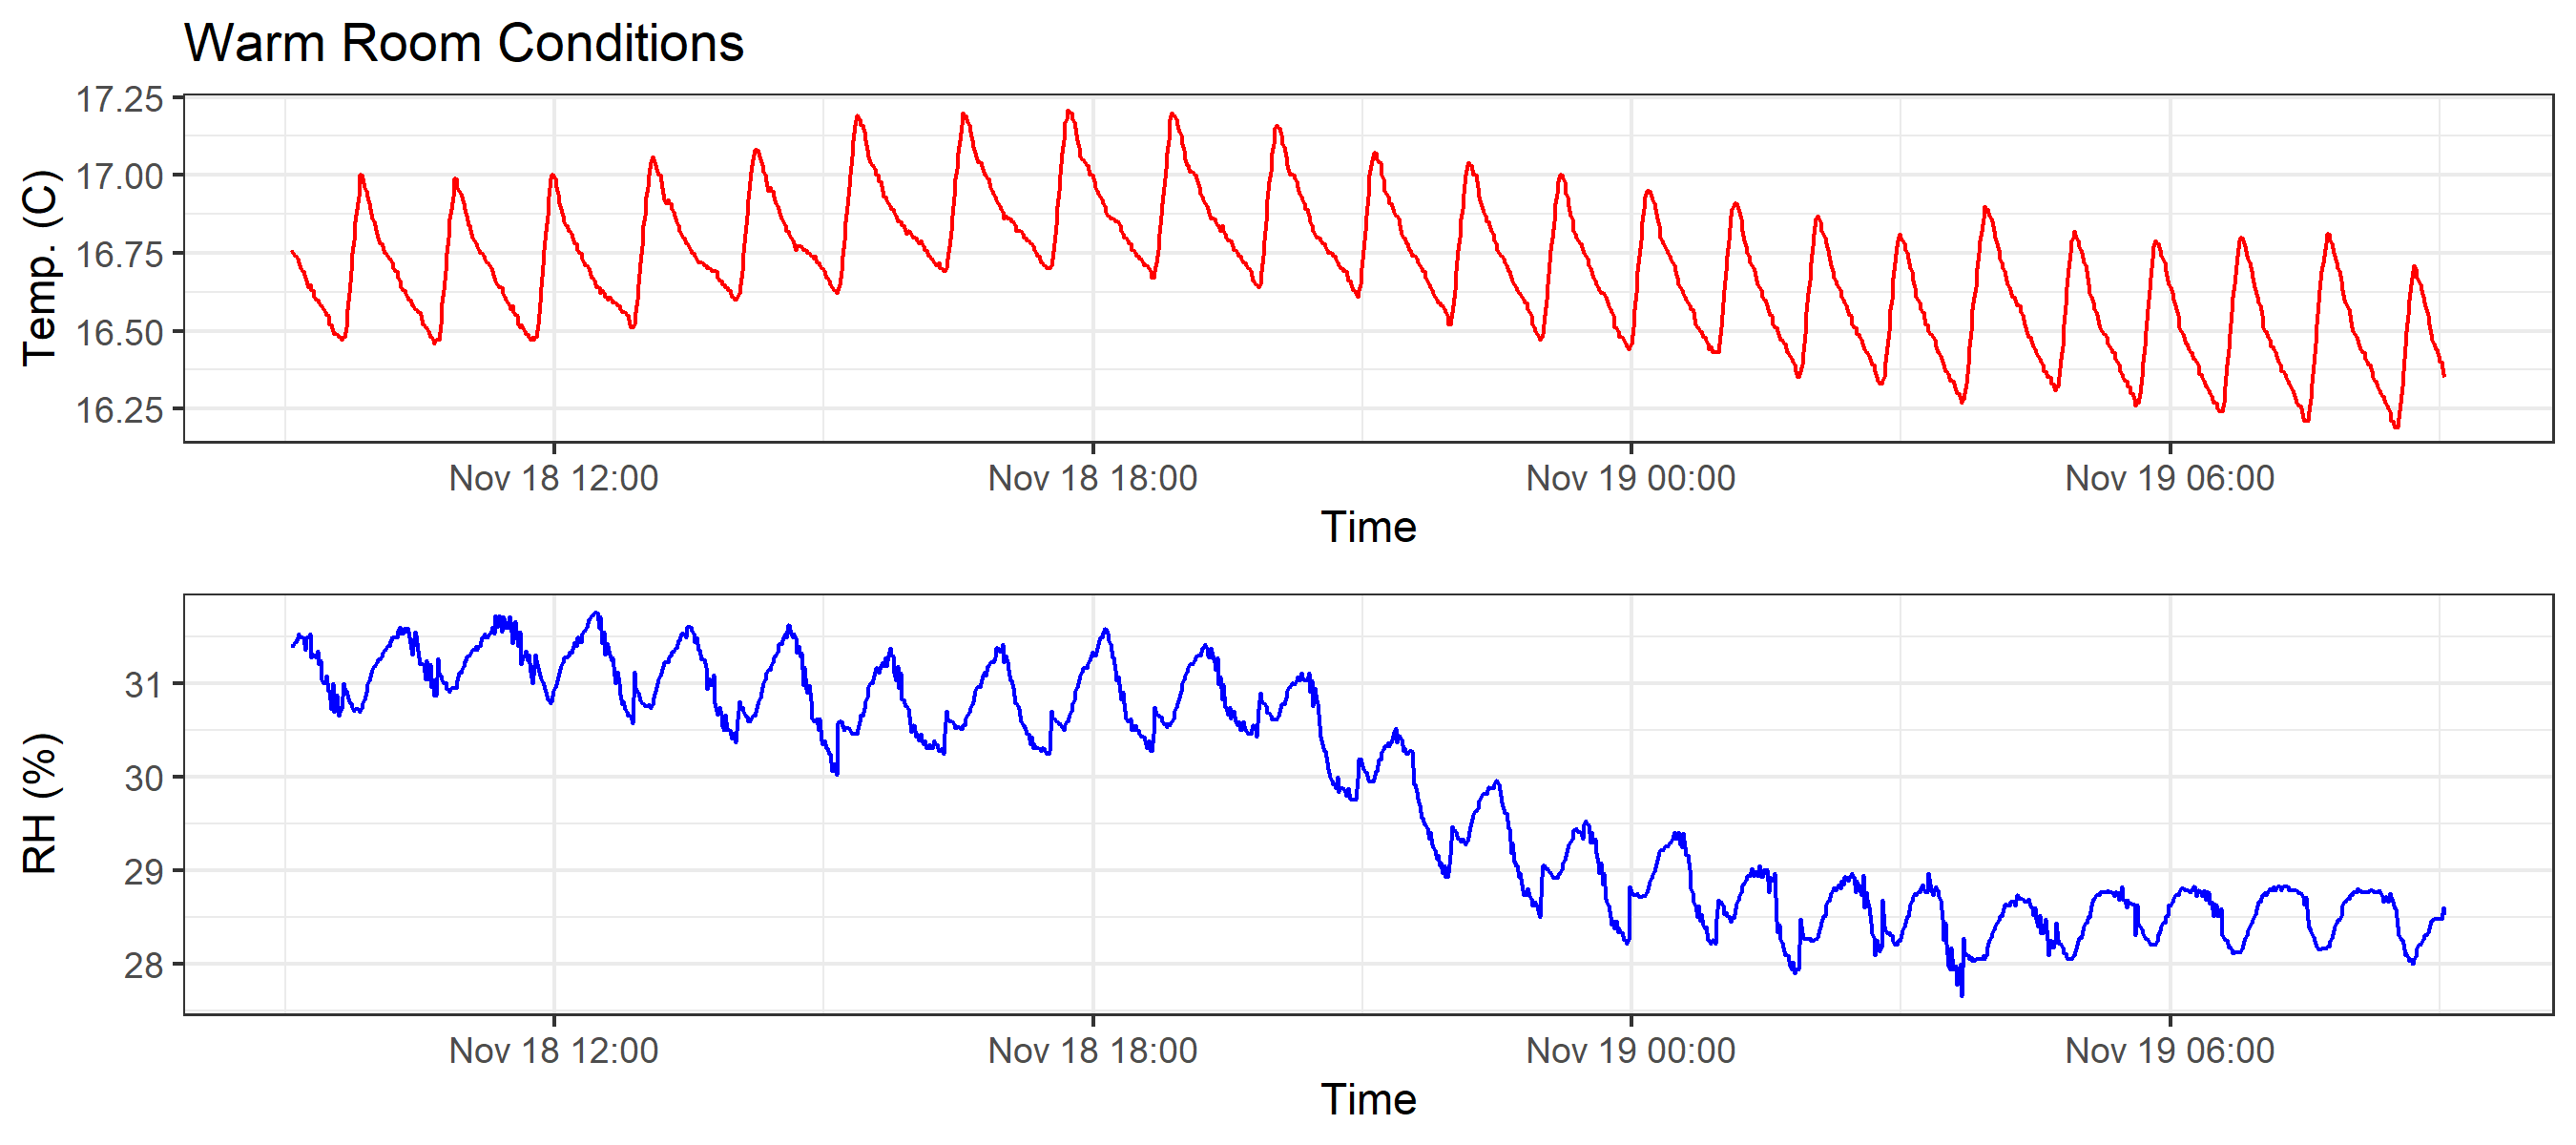 Warm Room Conditions
Temp. (C)
17.25
17.00
16.75
16.50
16.25
Nov 18 12:00 Nov 18 18:00 Nov 19 00:00 Nov 19 06:00
Time
RH (%)
31
30
29
28
Nov 18 12:00 Nov 18 18:00 Nov 19 00:00 Nov 19 06:00
Time